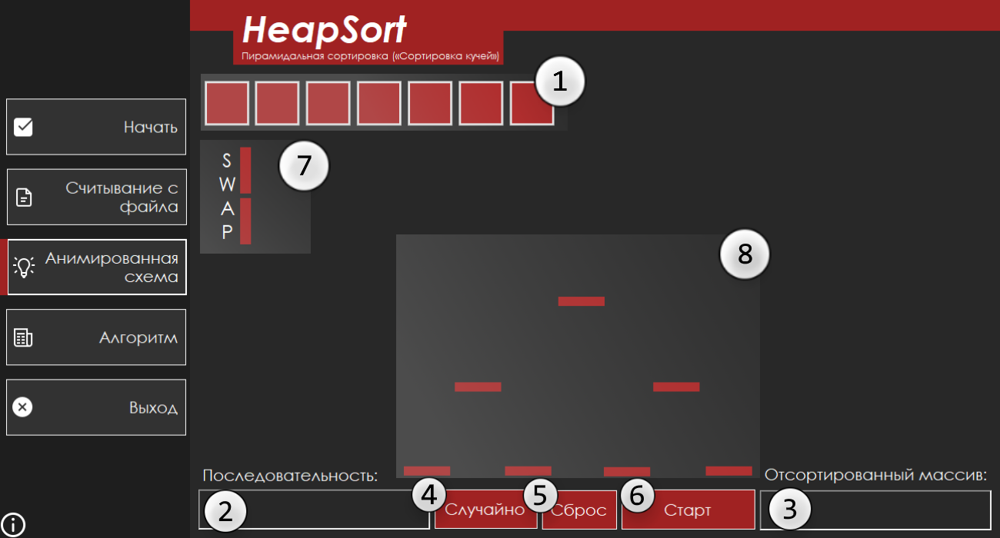 HeapSort
Пирамидальная сортировка («Сортировка кучей»)
1
Начать
Считывание с
файла
Анимированная
схема
Алгоритм
Выход
S
W
A
P
7
8
Последовательность:
2
4
Случайно
5
Сброс
6
Старт
Отсортированный массив:
3